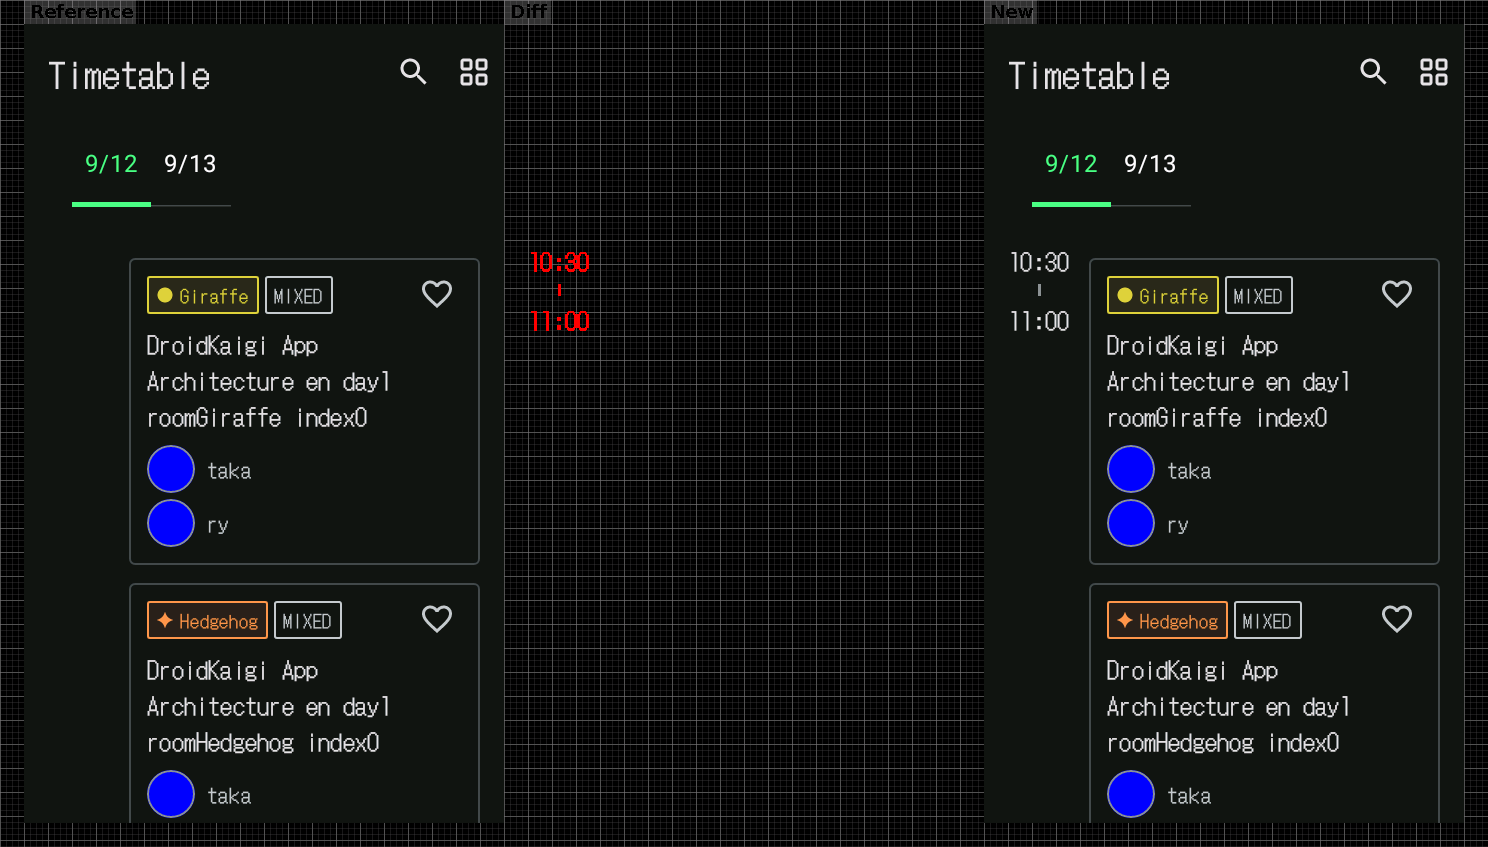 Reference
Timetable
9/12 9/13
Giraffe MIXED
DroidKaigi App
Architecture en day1
roomGiraffe index0
taka
ry
Hedgehog MIXED
DroidKaigi App
Architecture en day1
roomHedgehog index0
taka
Diff
10:30
11:00
New
Timetable
9/12 9/13
10:30
11:00
Giraffe MIXED
DroidKaigi App
Architecture en day1
roomGiraffe index0
taka
ry
Hedgehog MIXED
DroidKaigi App
Architecture en day1
roomHedgehog index0
taka